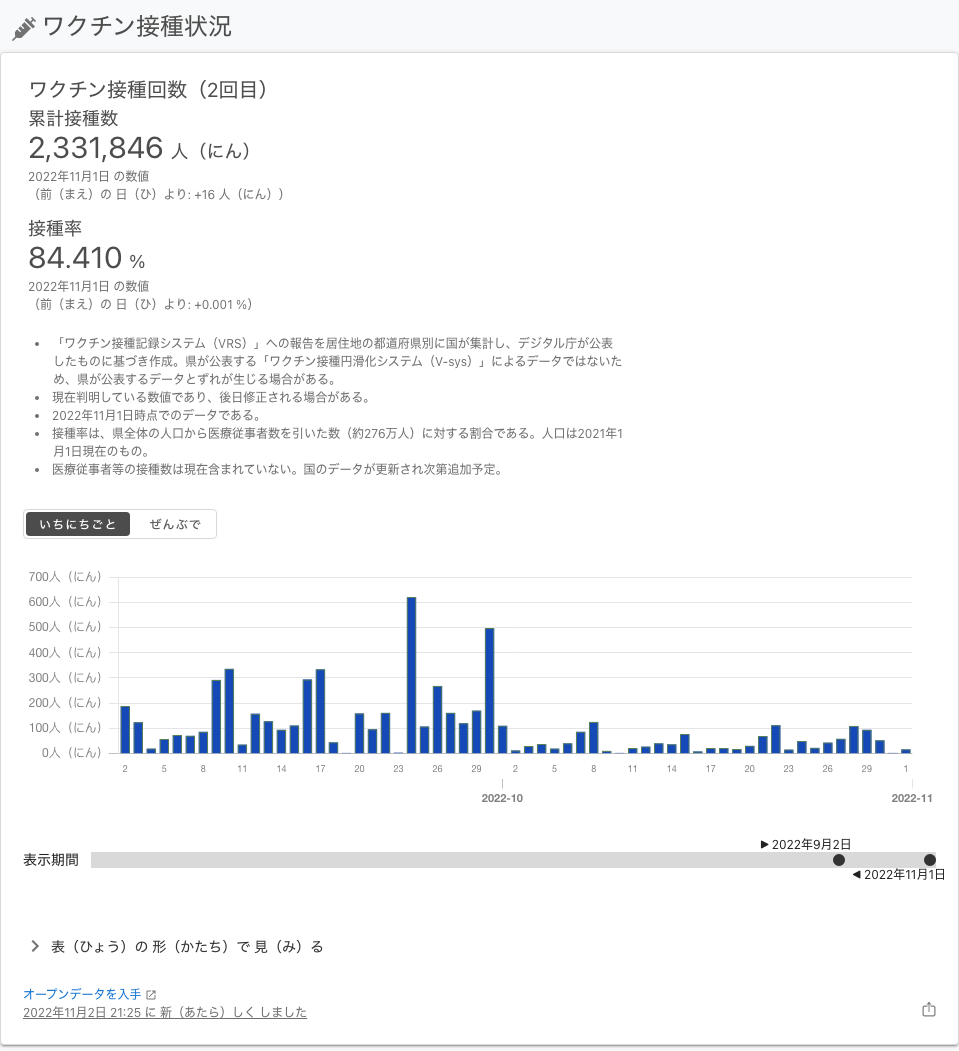 ワクチン接種状況
ワクチン接種回数（2回目）
累計接種数
2,331,846 人（にん）
2022年11月1日 の数値
（前（まえ）の 日（ひ）より: +16 人（にん））
接種率
84.410 %
2022年11月1日 の数値
（前（まえ）の 日（ひ）より: +0.001 %）
• 「ワクチン接種記録システム（VRS）」への報告を居住地の都道府県別に国が集計し、デジタル庁が公表
したものに基づき作成。県が公表する「ワクチン接種円滑化システム（V-sys）」によるデータではないた
め、県が公表するデータとずれが生じる場合がある。
• 現在判明している数値であり、後日修正される場合がある。
• 2022年11月1日時点でのデータである。
• 接種率は、県全体の人口から医療従事者数を引いた数（約276万人）に対する割合である。人口は2021年1
月1日現在のもの。
• 医療従事者等の接種数は現在含まれていない。国のデータが更新され次第追加予定。
いちにちごと ぜんぶで
700人（にん）
600人（にん）
500人（にん）
400人（にん）
300人（にん）
200人（にん）
100人（にん）
0人（にん）
2 5 8 11 14 17 20 23 26 29 2 5 8 11 14 17 20 23 26 29 1
2022-10 2022-11
▶ 2022年9月2日
表示期間
◀ 2022年11月1日
表（ひょう）の 形（かたち）で 見（み）る
オープンデータを入手
2022年11月2日 21:25 に 新（あたら）しく しました